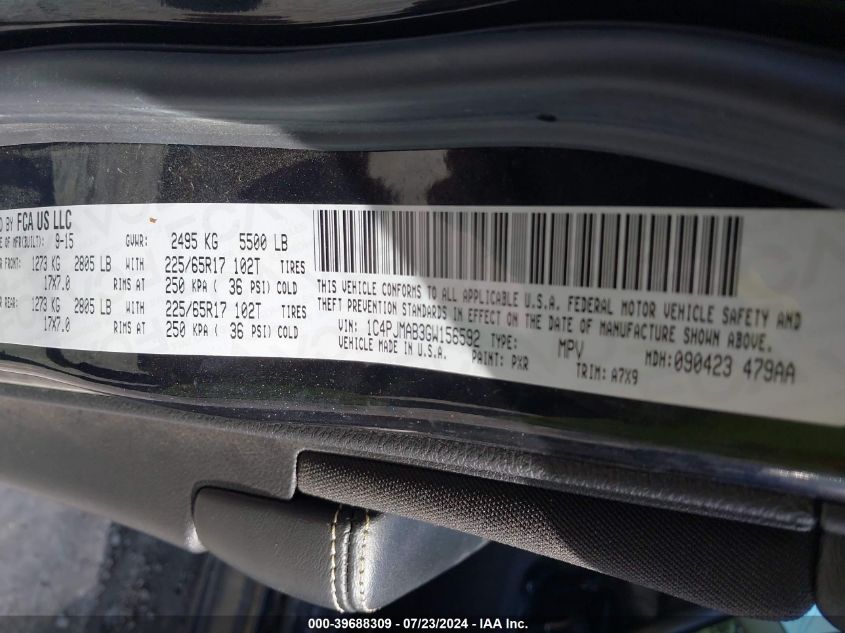 D BY FCA US LLC
E OF MFR(BUILT): 9-15 GVWR: 2495 KG 5500 LB
R FRONT: 1273 KG 2805 LB WITH 225/65R17 102T TIRES
17X7.0 RIMS AT 250 KPA ( 36 PSI) COLD
R REAR: 1273 KG 2805 LB WITH 225/65R17 102T TIRES
17X7.0 RIMS AT 250 KPA ( 36 PSI) COLD
THIS VEHICLE CONFORMS TO ALL APPLICABLE U.S.A. FEDERAL MOTOR VEHICLE SAFETY AND
THEFT PREVENTION STANDARDS IN EFFECT ON THE DATE OF MANUFACTURE SHOWN ABOVE.
VIN: 1C4PJMAB3GW156592 TYPE: MPV MDH:090423 479AA
VEHICLE MADE IN U.S.A. PAINT: PXR TRIM: A7X9
000-39688309 / 07/23/2024 - IAA Inc.